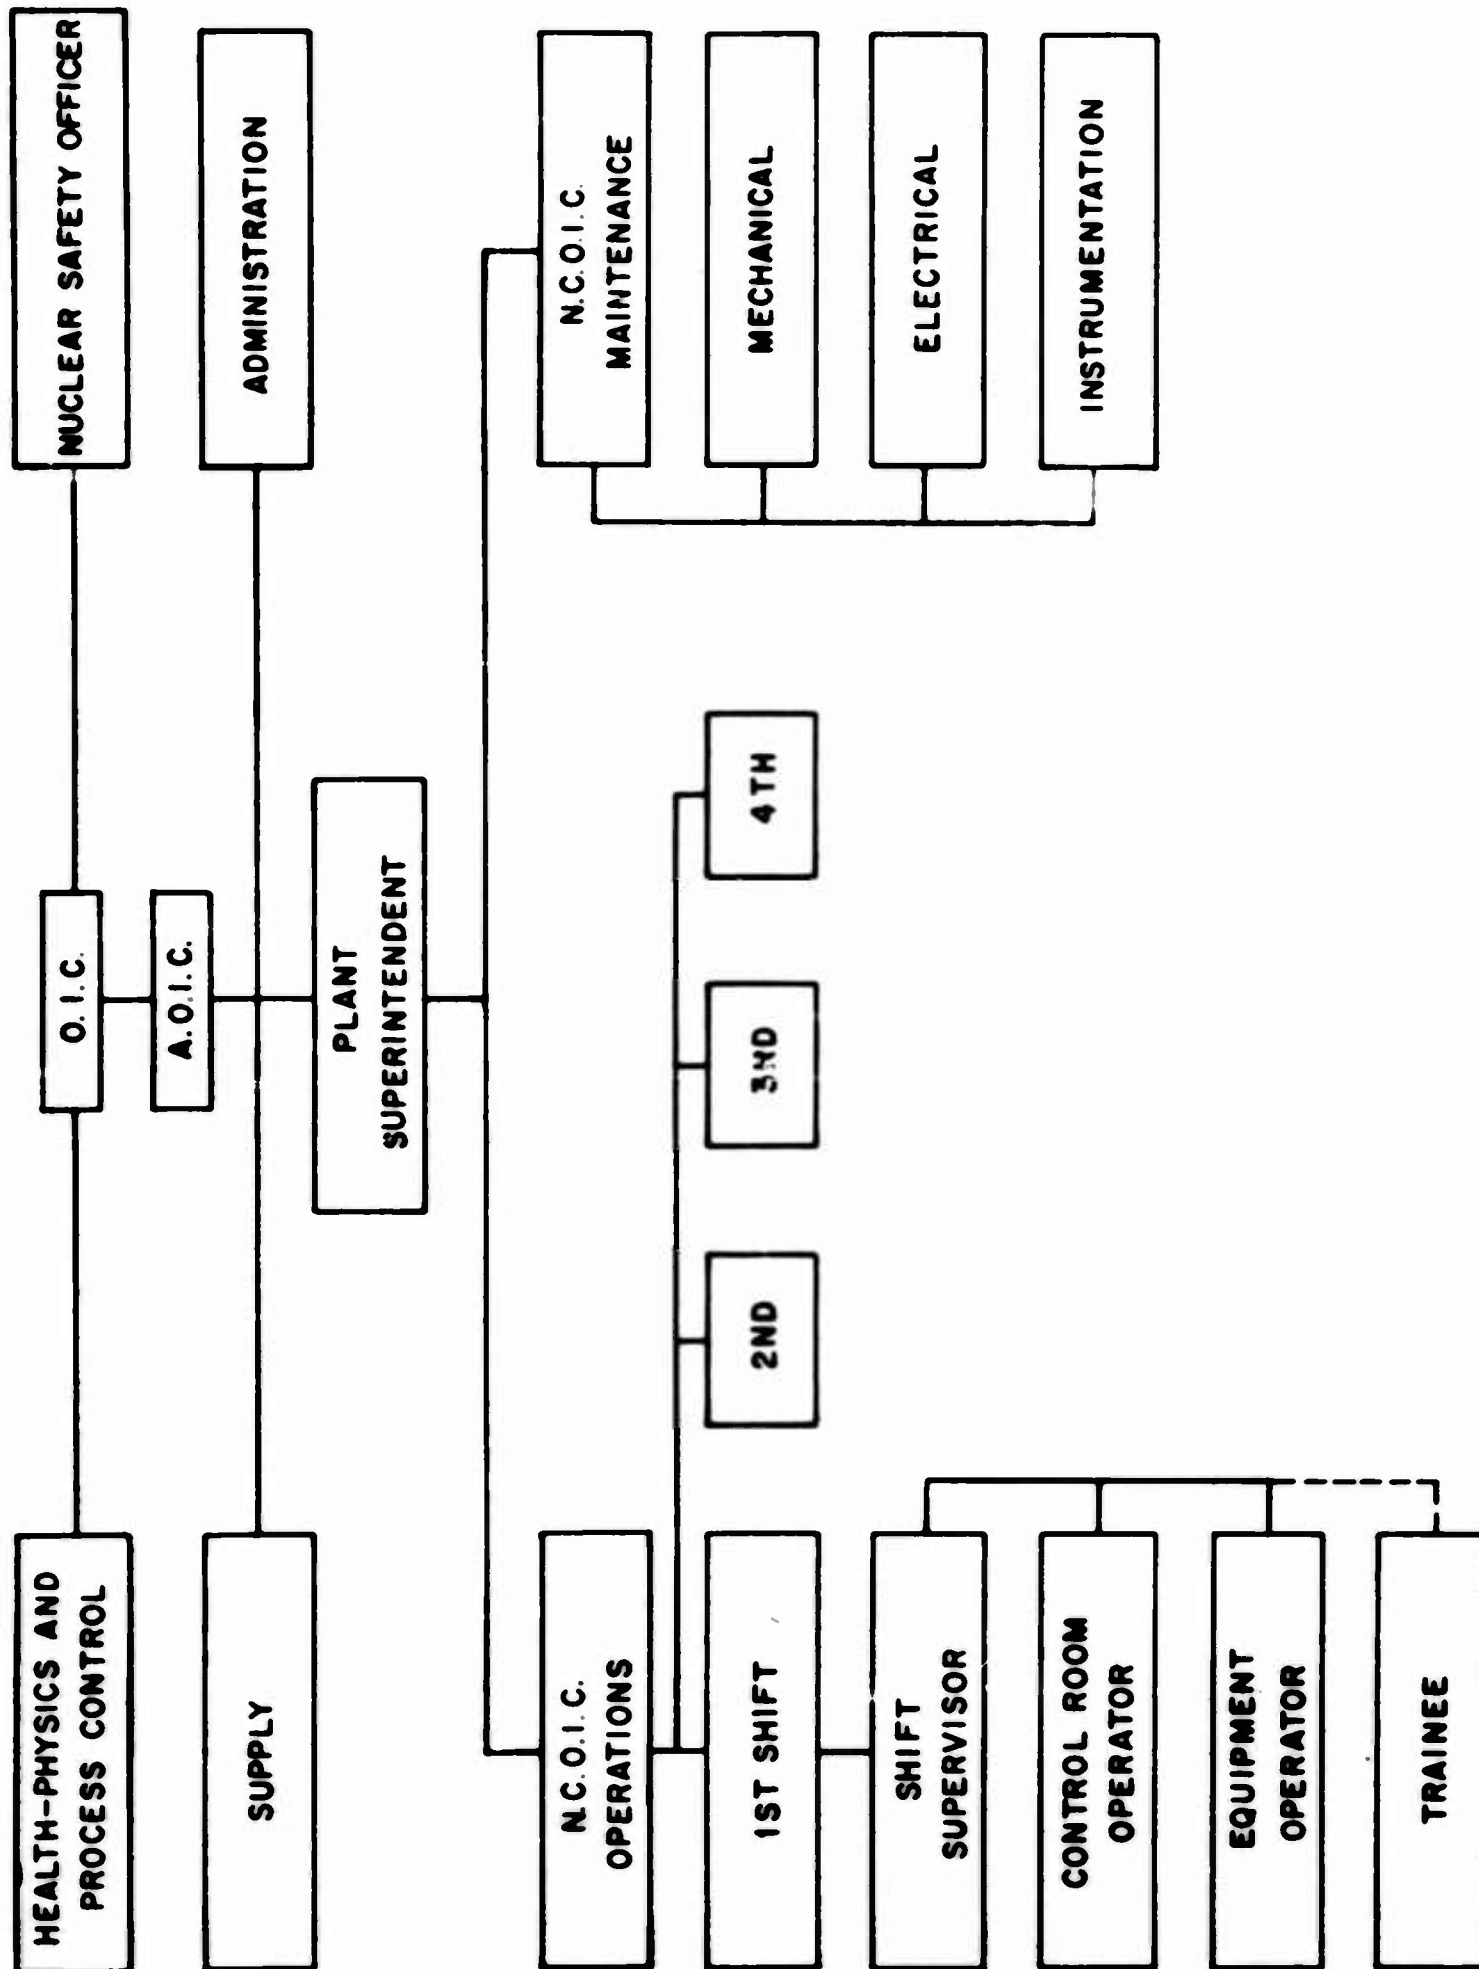 HEALTH-PHYSICS AND
PROCESS CONTROL
O.I.C.
NUCLEAR SAFETY OFFICER
A.O.I.C.
SUPPLY
ADMINISTRATION
PLANT
SUPERINTENDENT
N.C.O.I.C.
OPERATIONS
N.C.O.I.C.
MAINTENANCE
1ST SHIFT
2ND
3RD
4TH
MECHANICAL
SHIFT
SUPERVISOR
ELECTRICAL
CONTROL ROOM
OPERATOR
INSTRUMENTATION
EQUIPMENT
OPERATOR
TRAINEE